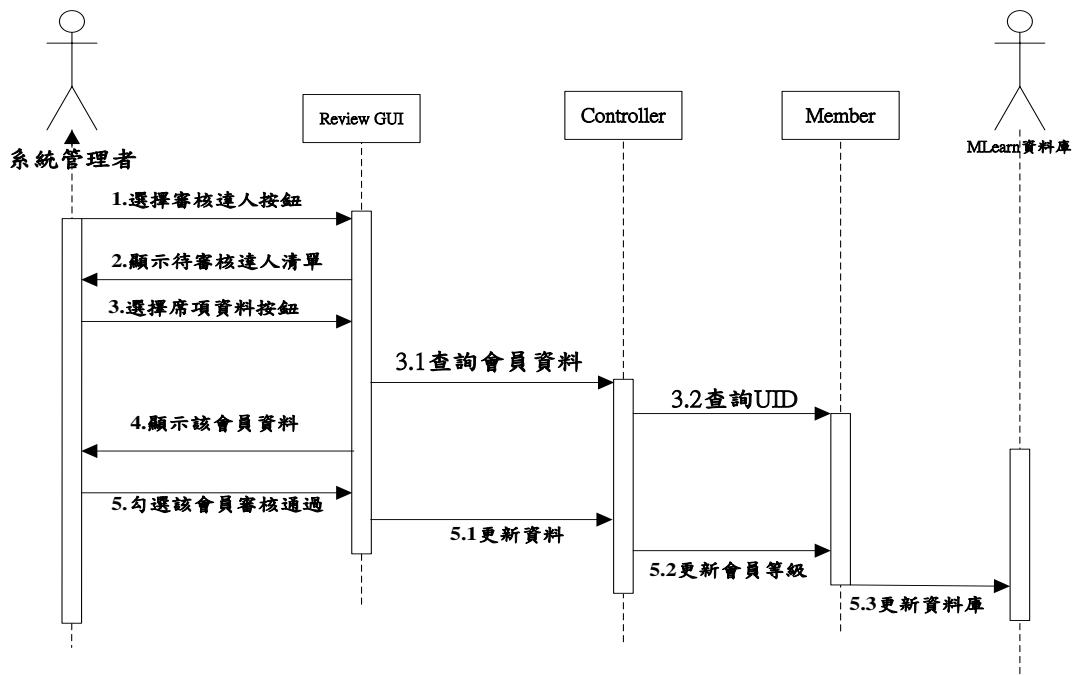 系統管理者
Review GUI
Controller
Member
MLearn資料庫
1.選擇審核達人按鈕
2.顯示待審核達人清單
3.選擇席項資料按鈕
3.1查詢會員資料
3.2查詢UID
4.顯示該會員資料
5.勾選該會員審核通過
5.1更新資料
5.2更新會員等級
5.3更新資料庫